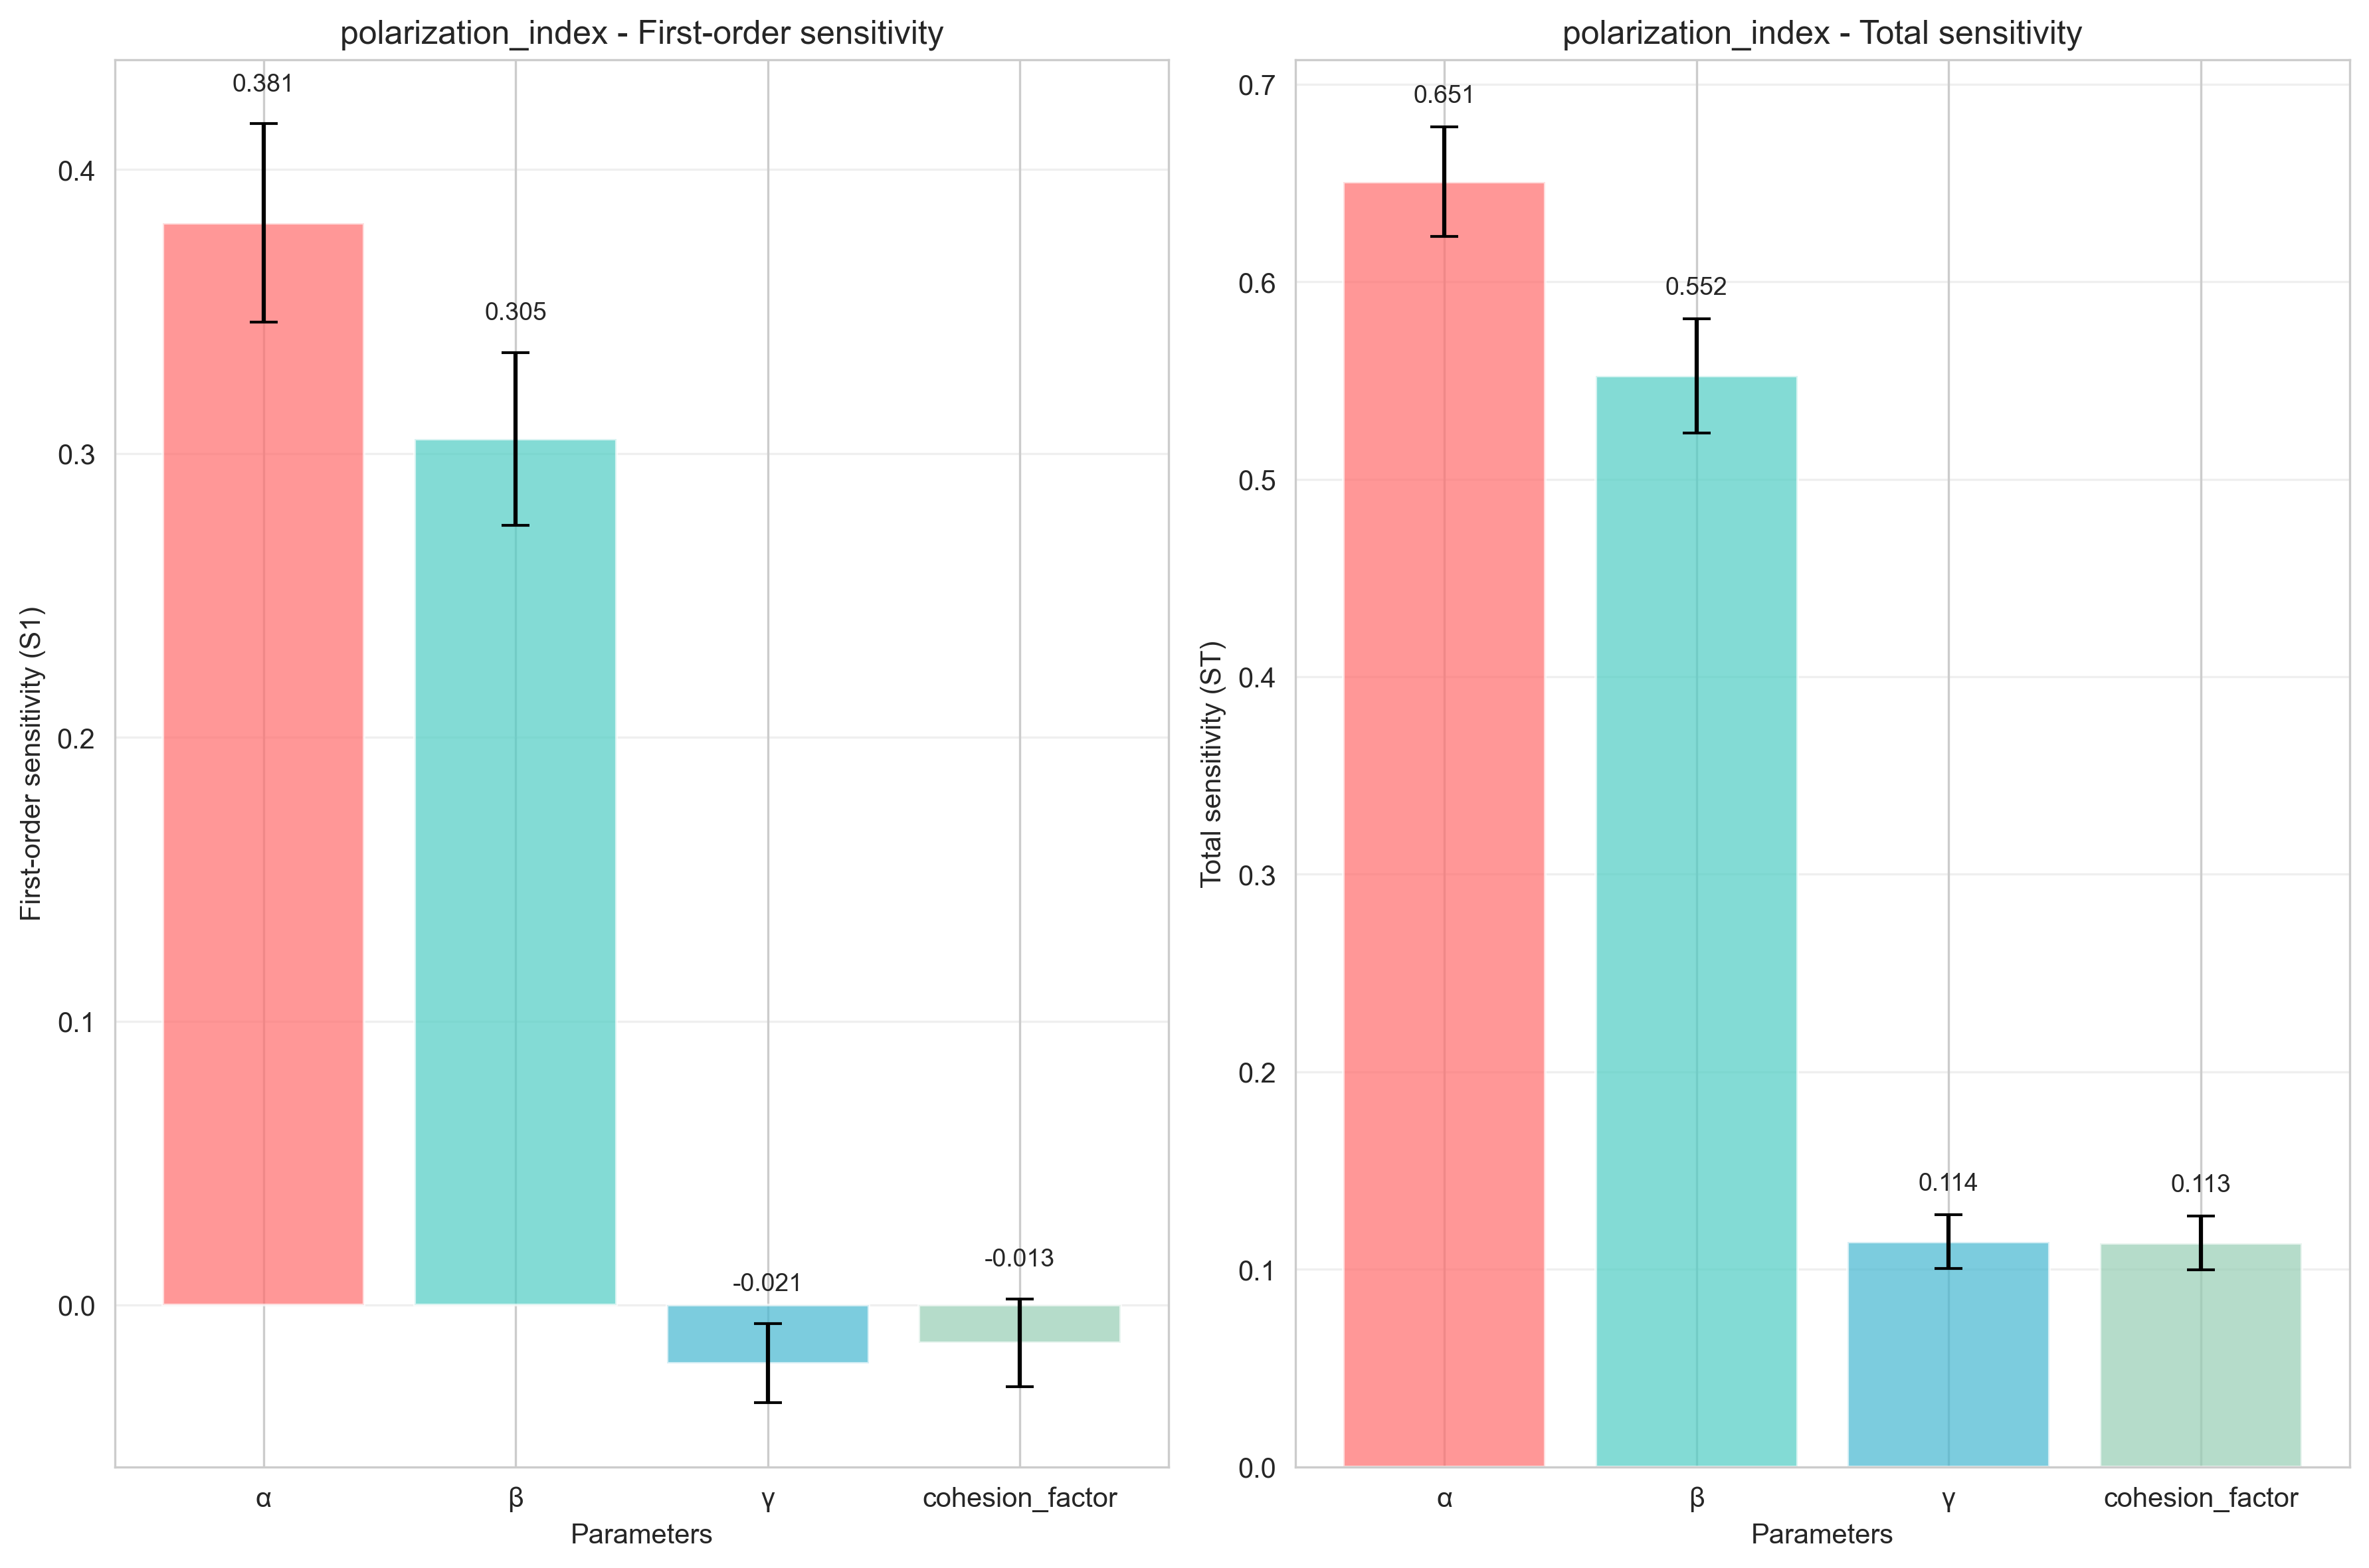 polarization_index - First-order sensitivity
First-order sensitivity (S1)
0.4
0.3
0.2
0.1
0.0
0.381
0.305
-0.021
-0.013
α
β
γ
cohesion_factor
Parameters
polarization_index - Total sensitivity
Total sensitivity (ST)
0.7
0.6
0.5
0.4
0.3
0.2
0.1
0.0
0.651
0.552
0.114
0.113
α
β
γ
cohesion_factor
Parameters